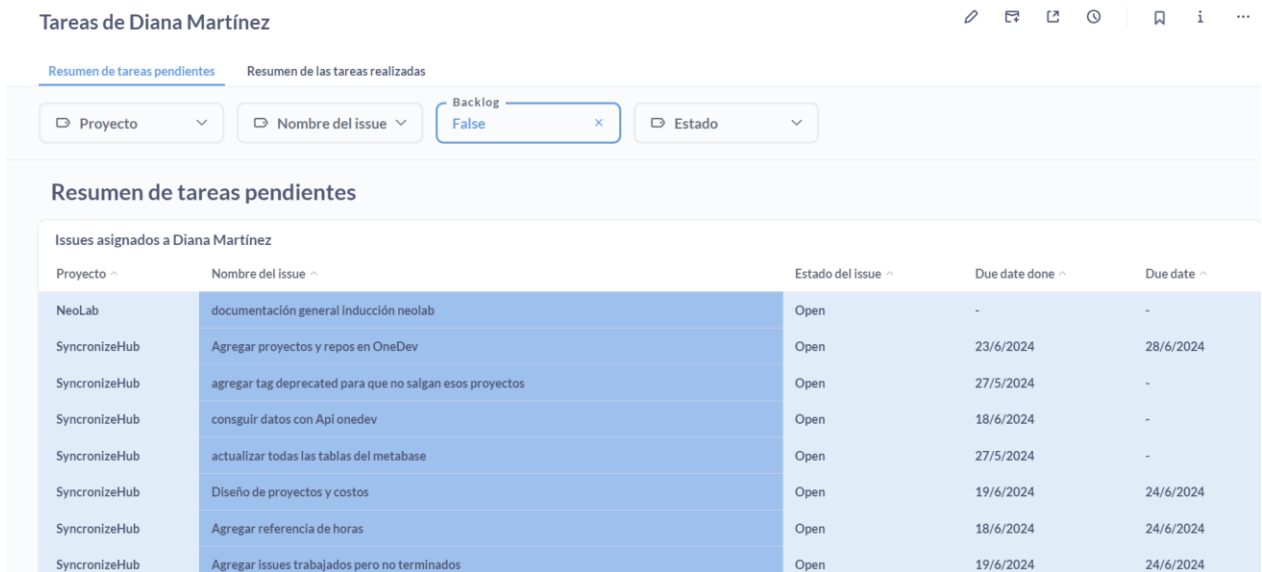 Tareas de Diana Martínez
Resumen de tareas pendientes Resumen de las tareas realizadas
Proyecto Nombre del issue Backlog False Estado
Resumen de tareas pendientes
Issues asignados a Diana Martínez
Proyecto Nombre del issue Estado del issue Due date done Due date
NeoLab documentación general inducción neolab Open - -
SyncronizeHub Agregar proyectos y repos en OneDev Open 23/6/2024 28/6/2024
SyncronizeHub agregar tag deprecated para que no salgan esos proyectos Open 27/5/2024 -
SyncronizeHub consguir datos con Api onedev Open 18/6/2024 -
SyncronizeHub actualizar todas las tablas del metabase Open 27/5/2024 -
SyncronizeHub Diseño de proyectos y costos Open 19/6/2024 24/6/2024
SyncronizeHub Agregar referencia de horas Open 18/6/2024 24/6/2024
SyncronizeHub Agregar issues trabajados pero no terminados Open 19/6/2024 24/6/2024